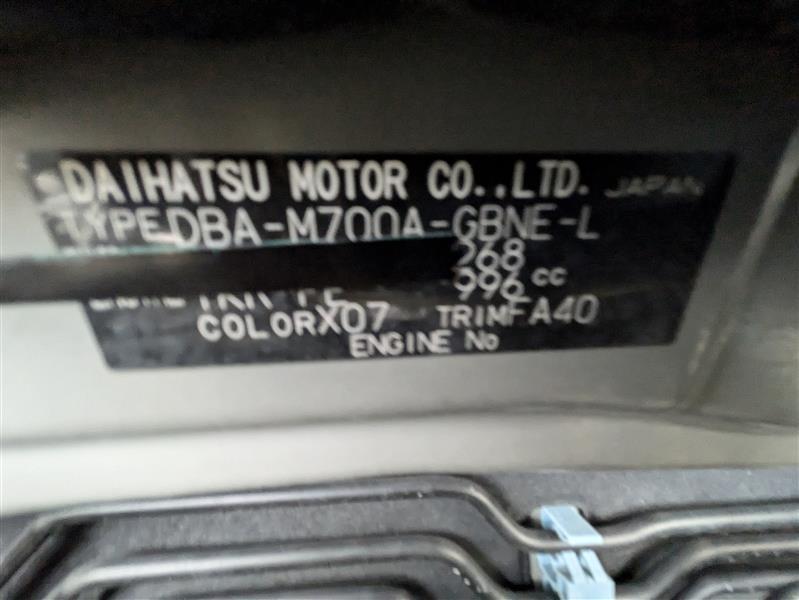 DAIHATSU MOTOR CO.,LTD. JAPAN
TYPE DBA-M700A-GBNE-L
268
996 cc
COLOR X07 TRIM FA40
ENGINE No